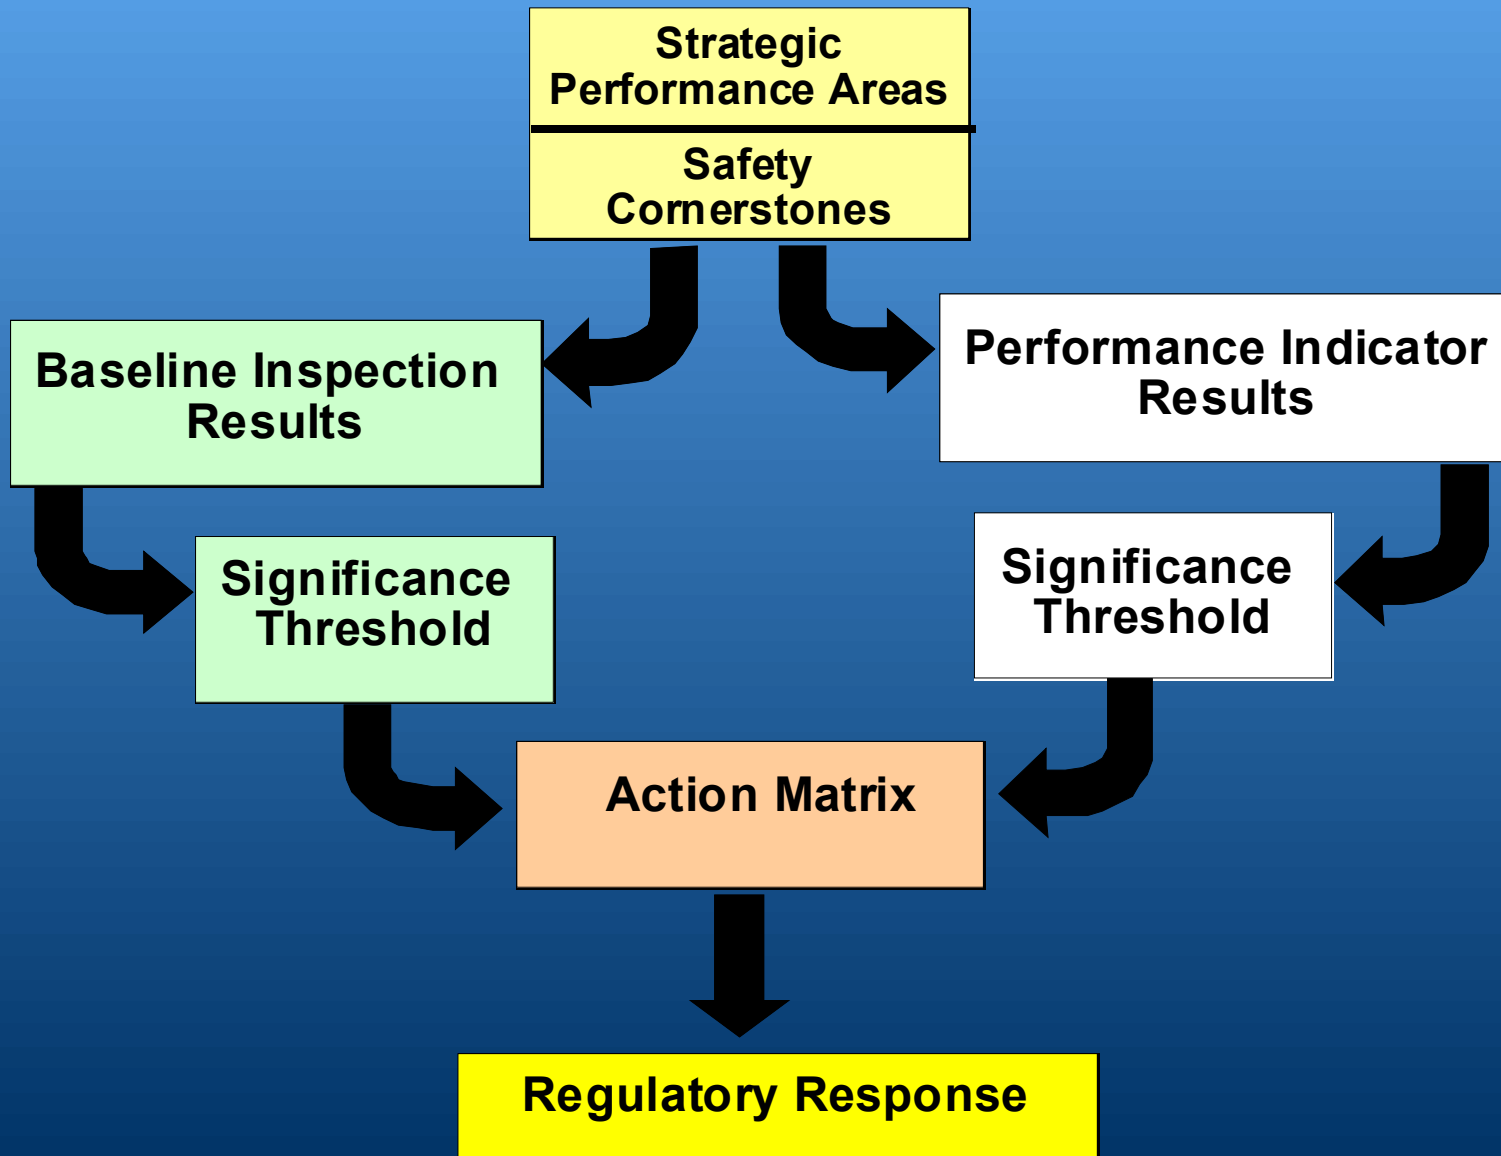 Strategic
Performance Areas
Safety
Cornerstones
Baseline Inspection
Results
Performance Indicator
Results
Significance
Threshold
Significance
Threshold
Action Matrix
Regulatory Response